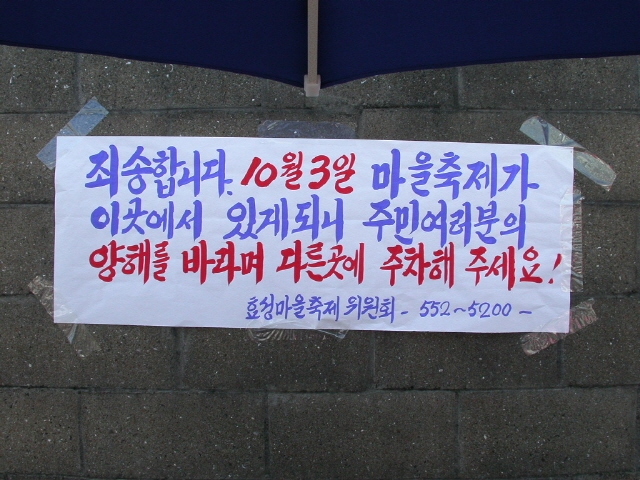 죄송합니다. 10월 3일 마을축제가
이곳에서 있게되니 주민여러분의
양해를 바라며 다른곳에 주차해 주세요!
효성마을축제 위원회 - 552~5200 -